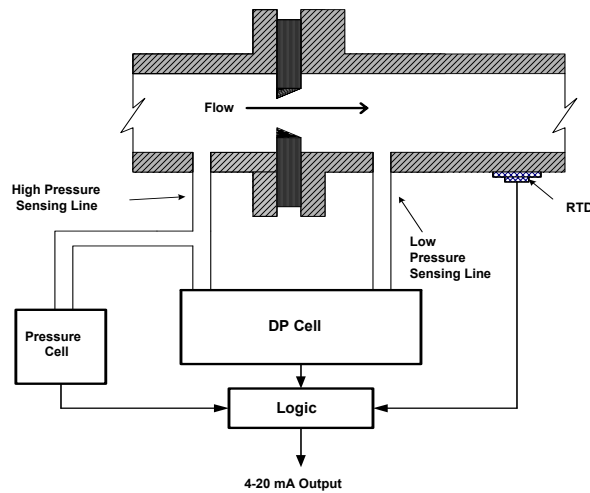 Flow
High Pressure
Sensing Line
RTD
Low
Pressure
Sensing Line
DP Cell
Pressure
Cell
Logic
4-20 mA Output